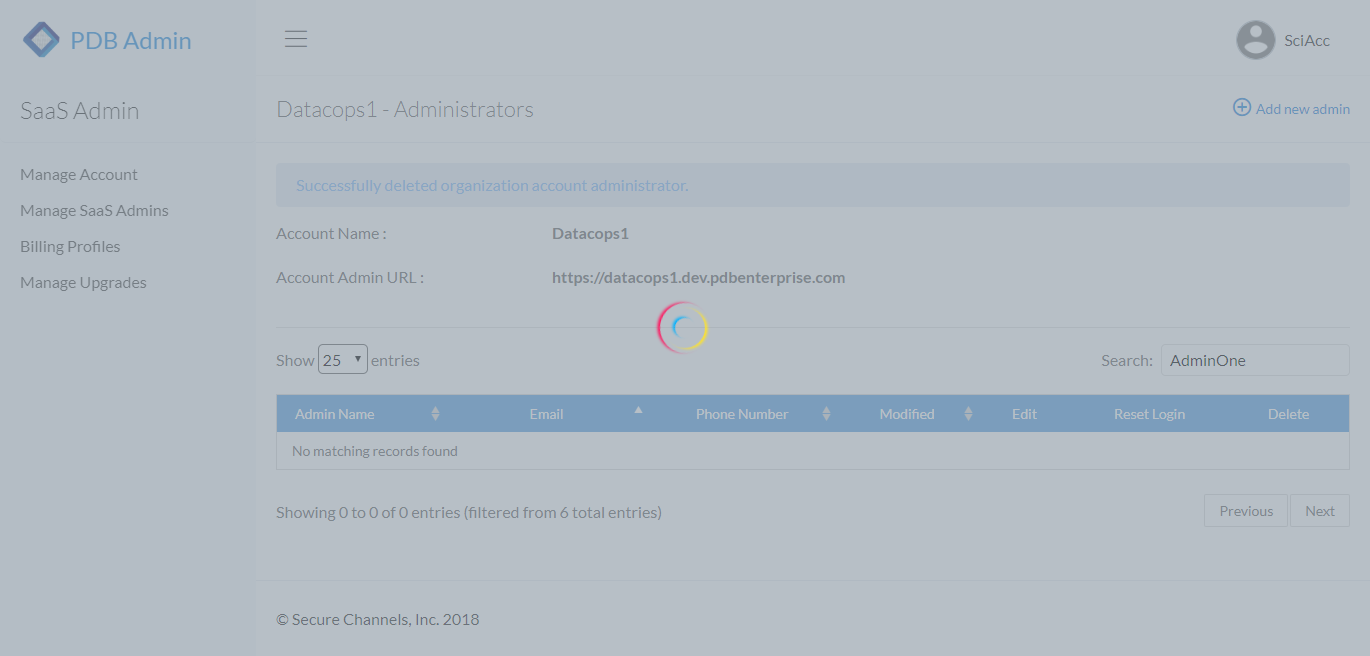 PDB Admin
SciAcc
SaaS Admin
Datacops1 - Administrators
Add new admin
Manage Account
Manage SaaS Admins
Billing Profiles
Manage Upgrades
Successfully deleted organization account administrator.
Account Name : Datacops1
Account Admin URL : https://datacops1.dev.pdbenterprise.com
Show 25 entries
Search: AdminOne
Admin Name Email Phone Number Modified Edit Reset Login Delete
No matching records found
Showing 0 to 0 of 0 entries (filtered from 6 total entries)
Previous Next
© Secure Channels, Inc. 2018